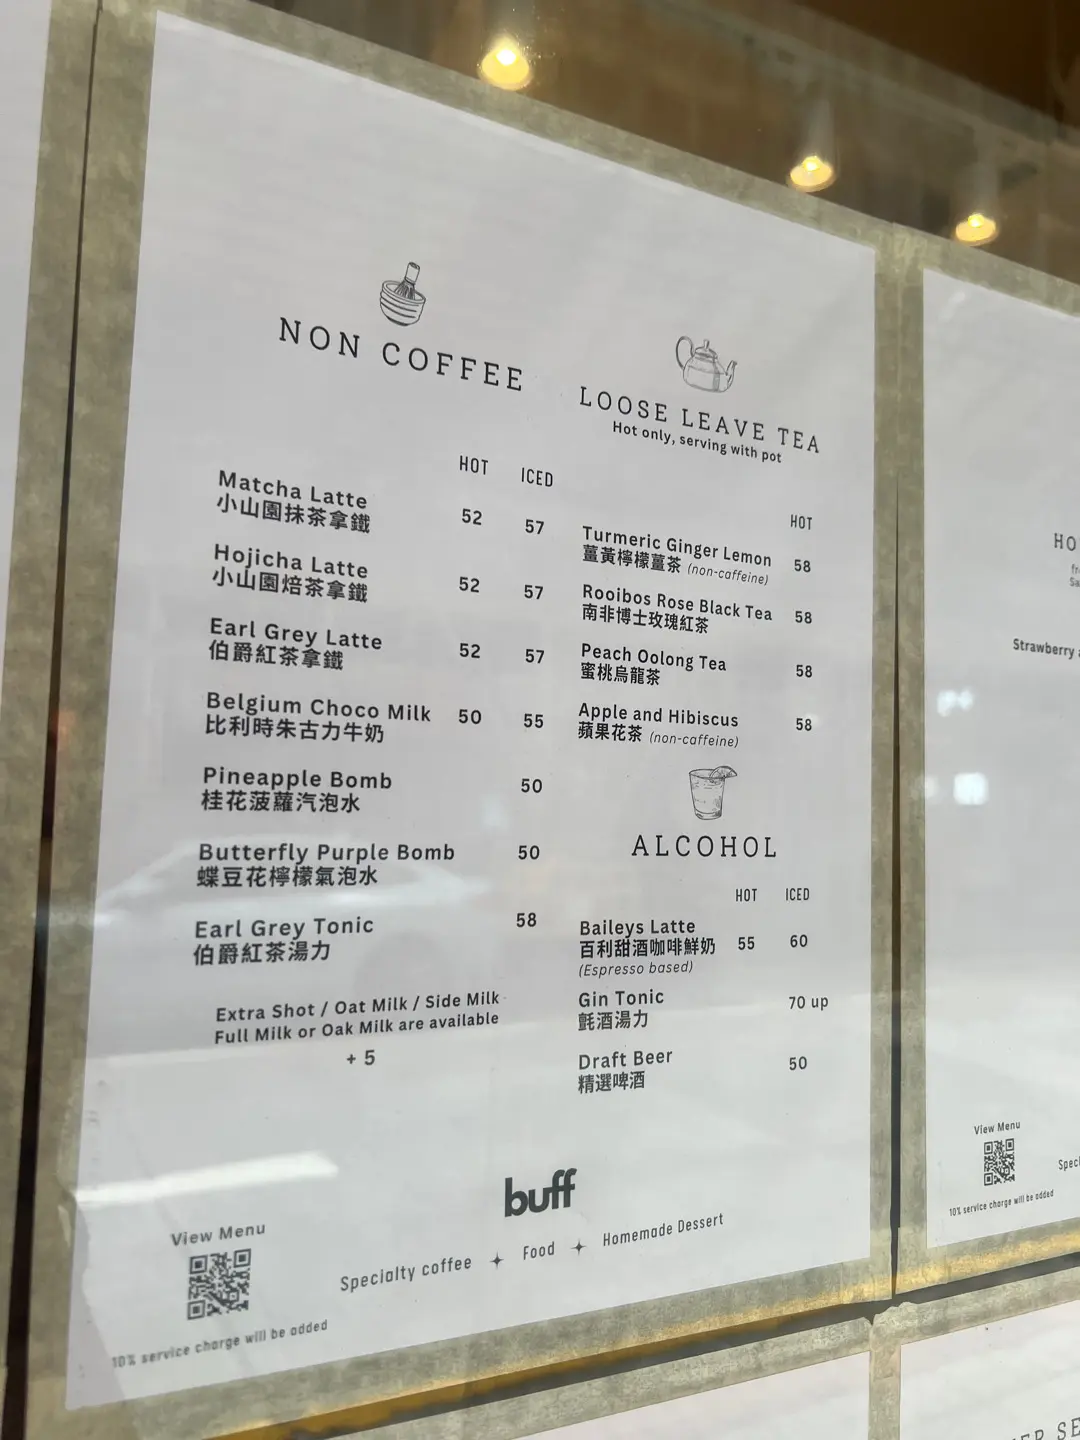 NON COFFEE
HOT ICED
Matcha Latte 52 57
小山園抹茶拿鐵
Hojicha Latte 52 57
小山園焙茶拿鐵
Earl Grey Latte 52 57
伯爵紅茶拿鐵
Belgium Choco Milk 50 55
比利時朱古力牛奶
Pineapple Bomb 50
桂花菠蘿汽泡水
Butterfly Purple Bomb 50
蝶豆花檸檬氣泡水
Earl Grey Tonic 58
伯爵紅茶湯力
Extra Shot / Oat Milk / Side Milk
Full Milk or Oak Milk are available
+ 5
LOOSE LEAVE TEA
Hot only, serving with pot
HOT
Turmeric Ginger Lemon 58
薑黃檸檬薑茶 (non-caffeine)
Rooibos Rose Black Tea 58
南非博士玫瑰紅茶
Peach Oolong Tea 58
蜜桃烏龍茶
Apple and Hibiscus 58
蘋果花茶 (non-caffeine)
ALCOHOL
HOT ICED
Baileys Latte 55 60
百利甜酒咖啡鮮奶
(Espresso based)
Gin Tonic 70 up
氈酒湯力
Draft Beer 50
精選啤酒
buff
Specialty coffee Food Homemade Dessert
View Menu
10% service charge will be added
HO
Strawberry
View Menu
10% service charge will be added